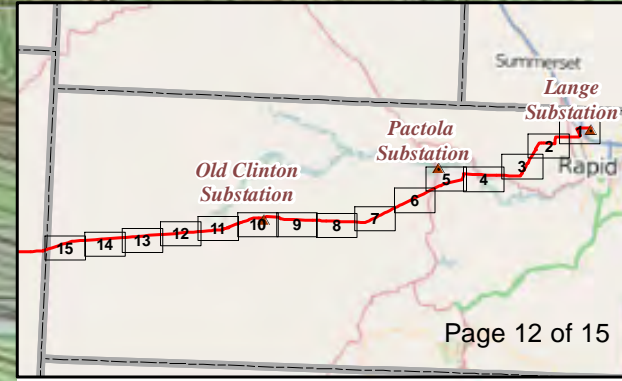 Summerset
Lange
Substation
Pactola
Substation
1
2
Rapid
3
4
5
6
Old Clinton
Substation
7
8
9
10
11
12
13
14
15
Page 12 of 15